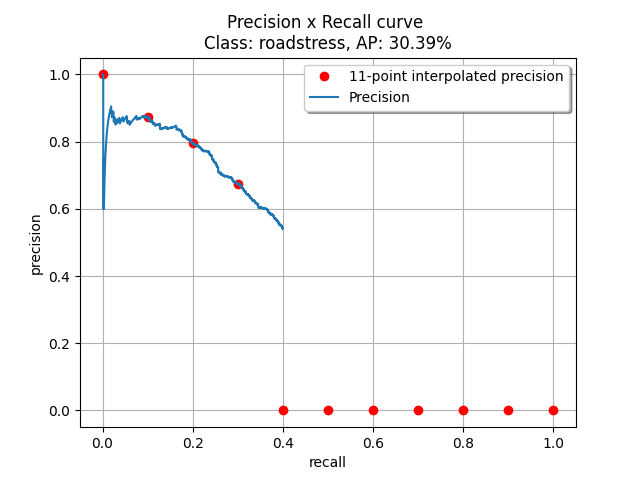 Precision x Recall curve
Class: roadstress, AP: 30.39%
11-point interpolated precision
Precision
1.0
0.8
0.6
0.4
0.2
0.0
precision
0.0 0.2 0.4 0.6 0.8 1.0
recall